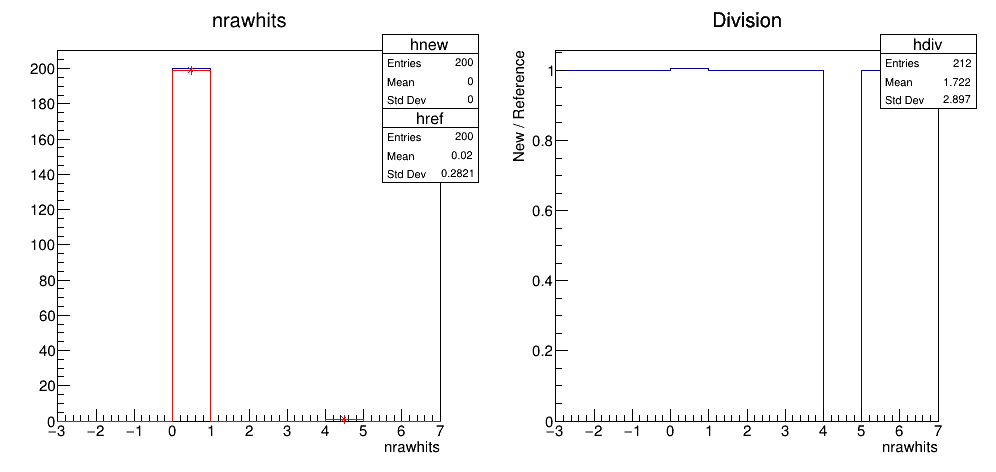 nrawhits
hnew
Entries 200
Mean 0
Std Dev 0
href
Entries 200
Mean 0.02
Std Dev 0.2821
200
180
160
140
120
100
80
60
40
20
0
−3 −2 −1 0 1 2 3 4 5 6 7
nrawhits
Division
hdiv
Entries 212
Mean 1.722
Std Dev 2.897
New / Reference
1
0.8
0.6
0.4
0.2
0
−3 −2 −1 0 1 2 3 4 5 6 7
nrawhits